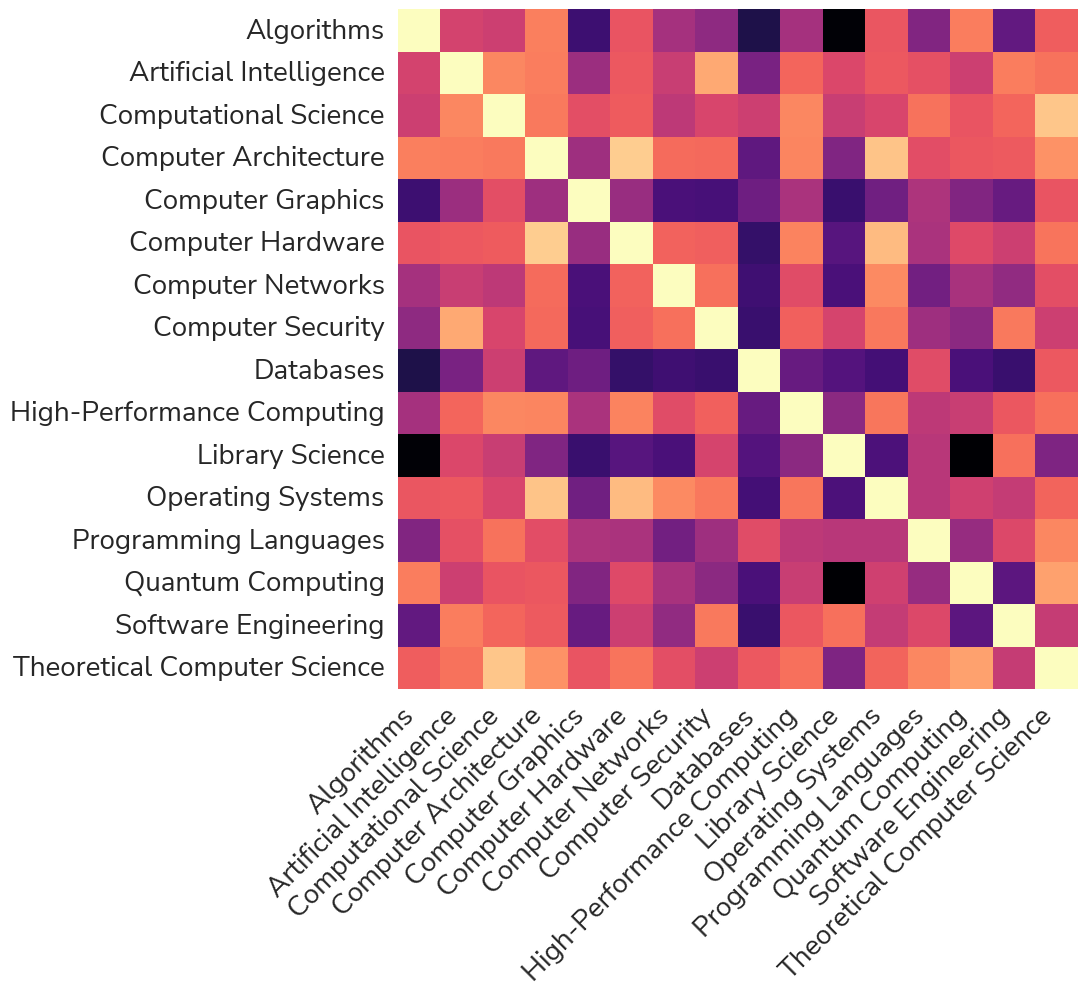 Algorithms
Artificial Intelligence
Computational Science
Computer Architecture
Computer Graphics
Computer Hardware
Computer Networks
Computer Security
Databases
High-Performance Computing
Library Science
Operating Systems
Programming Languages
Quantum Computing
Software Engineering
Theoretical Computer Science
Algorithms
Artificial Intelligence
Computational Science
Computer Architecture
Computer Graphics
Computer Hardware
Computer Networks
Computer Security
Databases
High-Performance Computing
Library Science
Operating Systems
Programming Languages
Quantum Computing
Software Engineering
Theoretical Computer Science